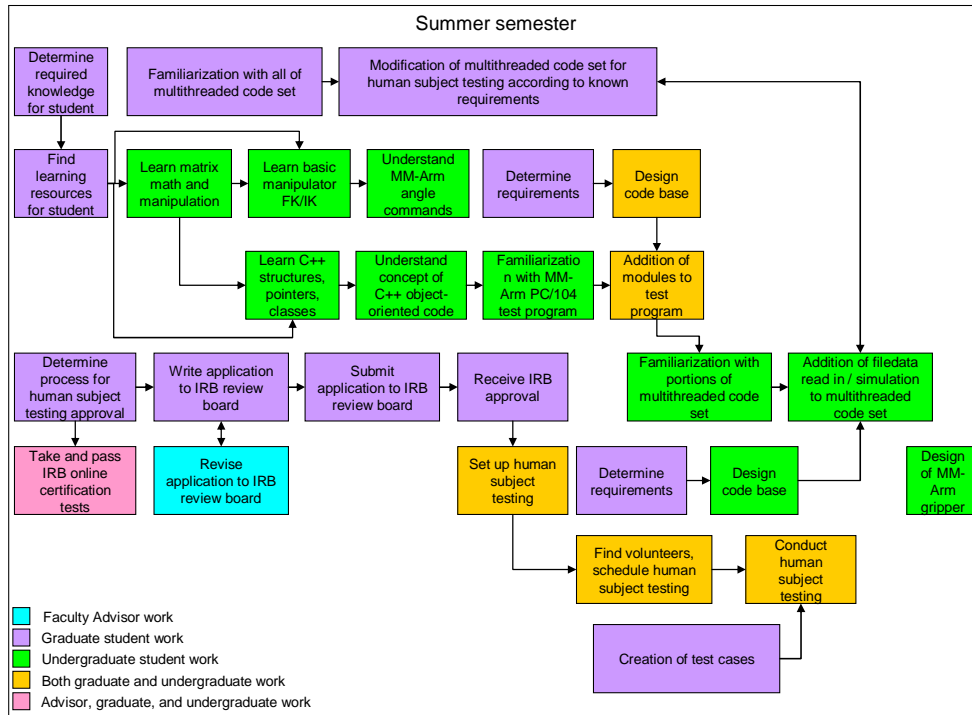 Summer semester
Determine
required
knowledge
for student
Familiarization with all of
multithreaded code set
Modification of multithreaded code set for
human subject testing according to known
requirements
Find
learning
resources
for student
Learn matrix
math and
manipulation
Learn basic
manipulator
FK/IK
Understand
MM-Arm
angle
commands
Determine
requirements
Design
code base
Learn C++
structures,
pointers,
classes
Understand
concept of
C++ object-
oriented code
Familiarizatio
n with MM-
Arm PC/104
test program
Addition of
modules to
test
program
Determine
process for
human subject
testing approval
Write application
to IRB review
board
Submit
application to IRB
review board
Receive IRB
approval
Familiarization with
portions of
multithreaded code
set
Addition of filedata
read in / simulation
to multithreaded
code set
Take and pass
IRB online
certification
tests
Revise
application to IRB
review board
Set up human
subject
testing
Determine
requirements
Design
code base
Design
of MM-
Arm
gripper
Find volunteers,
schedule human
subject testing
Conduct
human
subject
testing
Creation of test cases
Faculty Advisor work
Graduate student work
Undergraduate student work
Both graduate and undergraduate work
Advisor, graduate, and undergraduate work